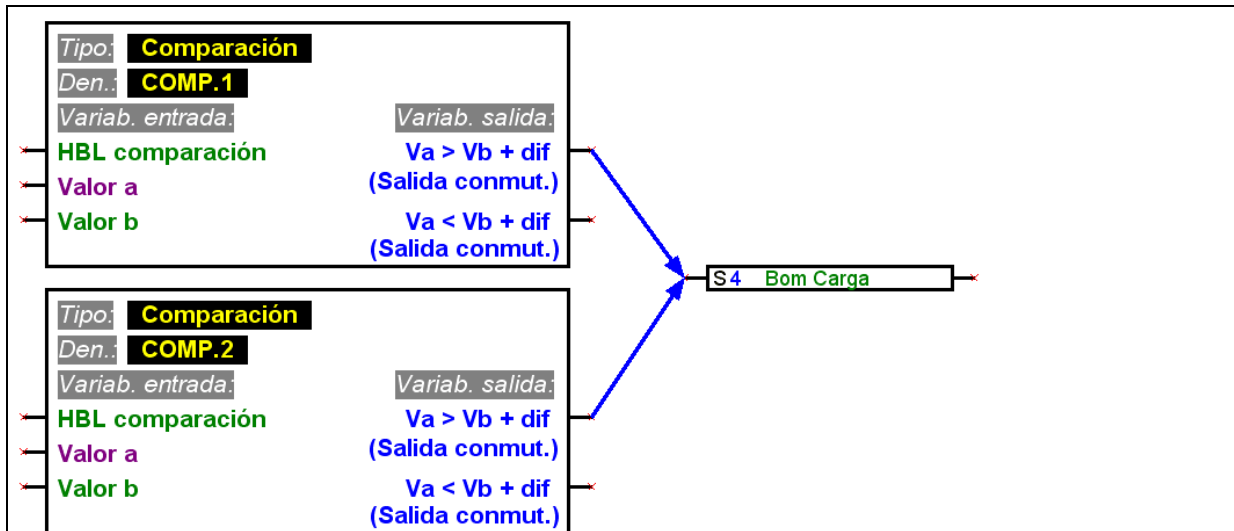 Tipo: Comparación
Den.: COMP.1
Variab. entrada: Variab. salida:
HBL comparación Va > Vb + dif
Valor a (Salida conmut.)
Valor b Va < Vb + dif
(Salida conmut.)
S4 Bom Carga
Tipo: Comparación
Den.: COMP.2
Variab. entrada: Variab. salida:
HBL comparación Va > Vb + dif
Valor a (Salida conmut.)
Valor b Va < Vb + dif
(Salida conmut.)